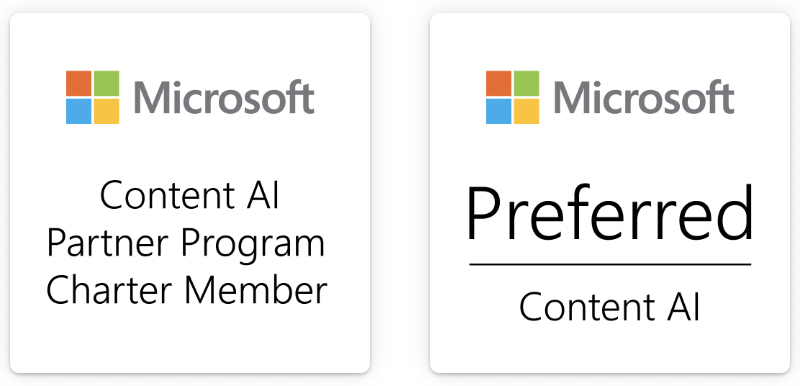 Microsoft
Content AI
Partner Program
Charter Member
Microsoft
Preferred
Content AI